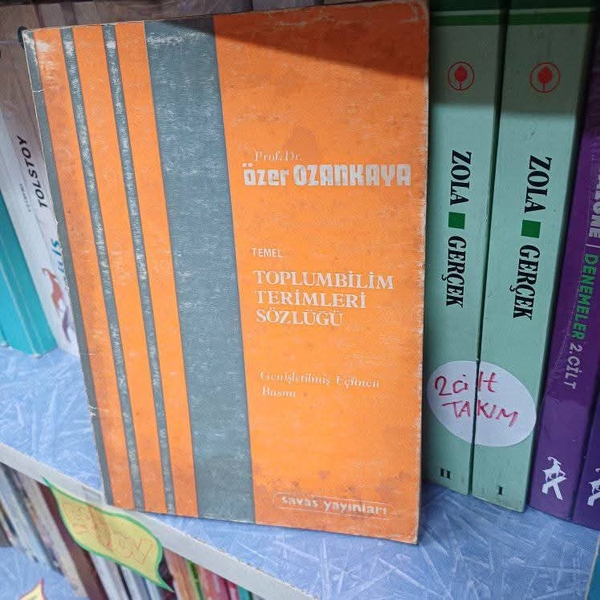 Prof. Dr.
özer OZANKAYA
TEMEL
TOPLUMBİLİM
TERİMLERİ
SÖZLÜĞÜ
Genişletilmiş Üçüncü
Basım
savaş yayınları
TOLSTOY
ZOLA GERÇEK
II
ZOLA GERÇEK
I
2 cilt
TAKIM
DENEMELER 2.CİLT